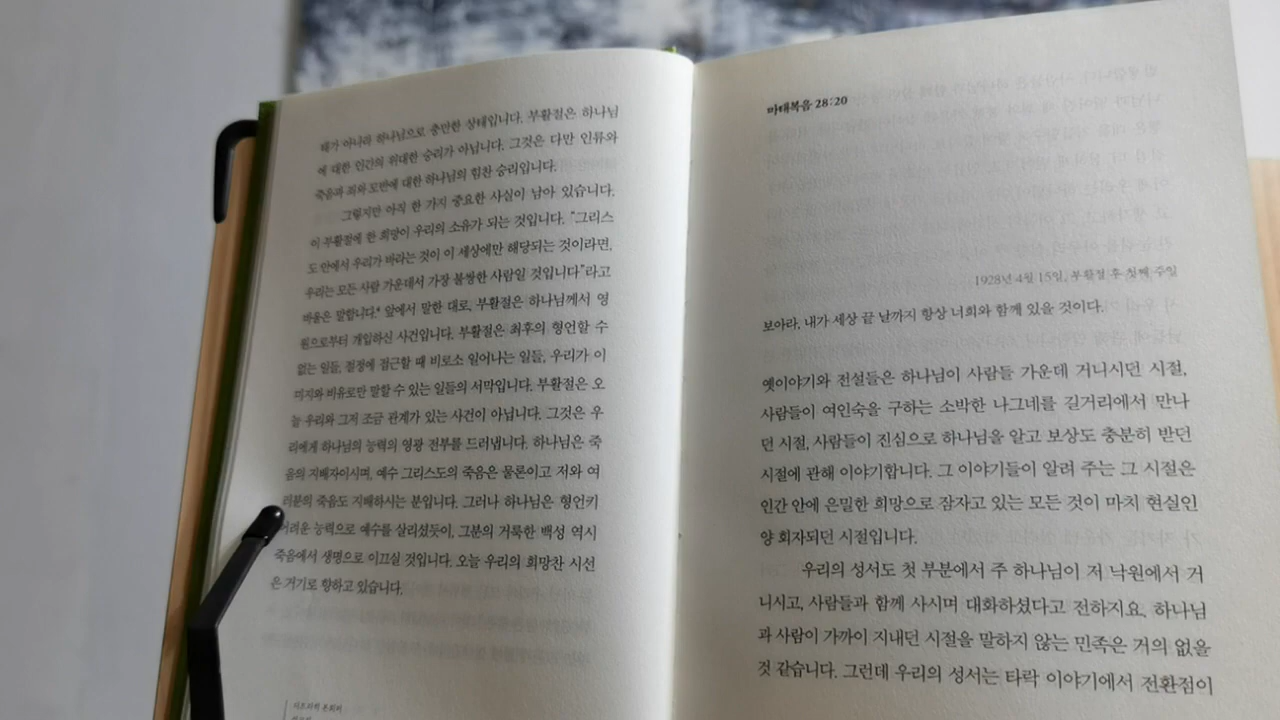 태가 아니라 하나님으로 충만한 상태입니다. 부활절은 하나님
에 대한 인간의 위대한 승리가 아닙니다. 그것은 다만 인류와
죽음과 죄와 모반에 대한 하나님의 힘찬 승리입니다.
그렇지만 아직 한 가지 중요한 사실이 남아 있습니다.
이 부활절에 한 희망이 우리의 소유가 되는 것입니다. "그리스
도 안에서 우리가 바라는 것이 이 세상에만 해당되는 것이라면,
우리는 모든 사람 가운데서 가장 불쌍한 사람일 것입니다"라고
바울은 말합니다. 앞에서 말한 대로, 부활절은 하나님께서 영
원으로부터 개입하신 사건입니다. 부활절은 최후의 형언할 수
없는 일들, 절정에 접근할 때 비로소 일어나는 일들, 우리가 이
미지와 비유로만 말할 수 있는 일들의 서막입니다. 부활절은 오
늘 우리와 그저 조금 관계가 있는 사건이 아닙니다. 그것은 우
리에게 하나님의 능력의 영광 전부를 드러냅니다. 하나님은 죽
음의 지배자이시며, 예수 그리스도의 죽음은 물론이고 저와 여
러분의 죽음도 지배하시는 분입니다. 그러나 하나님은 형언키
어려운 능력으로 예수를 살리셨듯이, 그분의 거룩한 백성 역시
죽음에서 생명으로 이끄실 것입니다. 오늘 우리의 희망찬 시선
은 거기로 향하고 있습니다.
디트리히 본회퍼
마태복음 28:20
1928년 4월 15일, 부활절 후 첫째 주일
보아라, 내가 세상 끝 날까지 항상 너희와 함께 있을 것이다.
옛이야기와 전설들은 하나님이 사람들 가운데 거니시던 시절,
사람들이 여인숙을 구하는 소박한 나그네를 길거리에서 만나
던 시절, 사람들이 진심으로 하나님을 알고 보상도 충분히 받던
시절에 관해 이야기합니다. 그 이야기들이 알려 주는 그 시절은
인간 안에 은밀한 희망으로 잠자고 있는 모든 것이 마치 현실인
양 회자되던 시절입니다.
우리의 성서도 첫 부분에서 주 하나님이 저 낙원에서 거
니시고, 사람들과 함께 사시며 대화하셨다고 전하지요. 하나님
과 사람이 가까이 지내던 시절을 말하지 않는 민족은 거의 없을
것 같습니다. 그런데 우리의 성서는 타락 이야기에서 전환점이